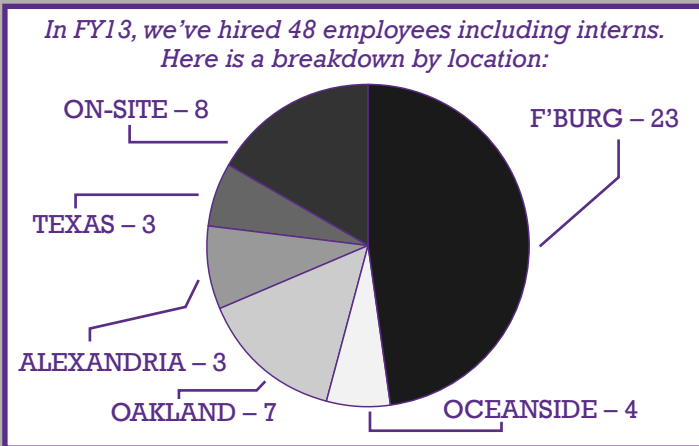 In FY13, we've hired 48 employees including interns.
Here is a breakdown by location:
ON-SITE – 8
F'BURG – 23
TEXAS – 3
ALEXANDRIA – 3
OAKLAND – 7
OCEANSIDE – 4